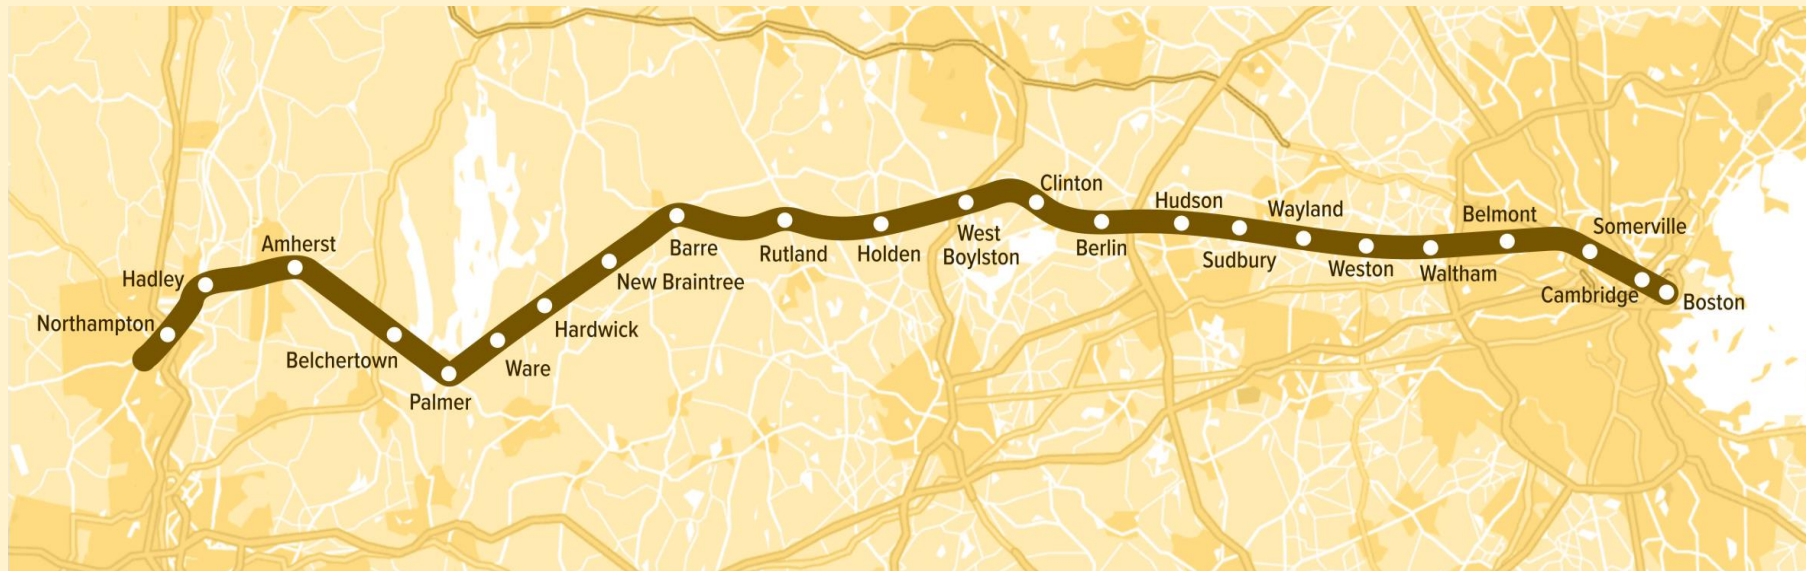 Northampton
Hadley
Amherst
Belchertown
Palmer
Ware
Hardwick
New Braintree
Barre
Rutland
Holden
West
Boylston
Clinton
Berlin
Hudson
Sudbury
Wayland
Weston
Waltham
Belmont
Somerville
Cambridge
Boston